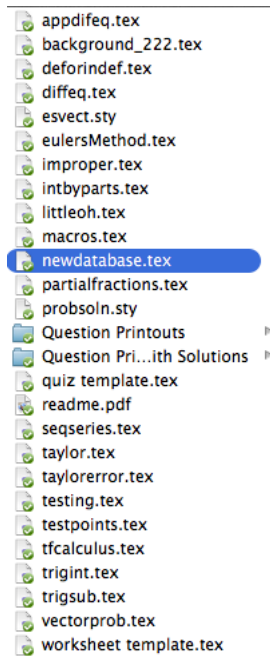 appdifeq.tex
background_222.tex
deforindef.tex
diffeq.tex
esvect.sty
eulersMethod.tex
improper.tex
intbyparts.tex
littleoh.tex
macros.tex
newdatabase.tex
partialfractions.tex
probsoln.sty
Question Printouts
Question Pri...ith Solutions
quiz template.tex
readme.pdf
seqseries.tex
taylor.tex
taylorerror.tex
testing.tex
testpoints.tex
tfcalculus.tex
trigint.tex
trigsub.tex
vectorprob.tex
worksheet template.tex